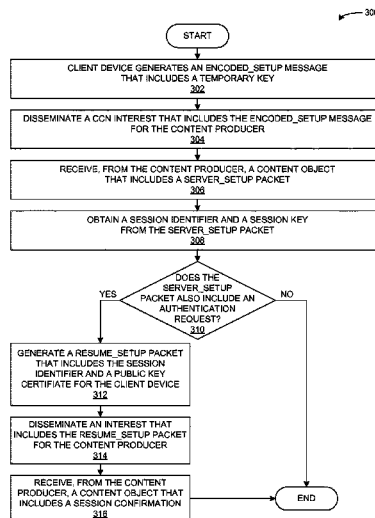 300
START
CLIENT DEVICE GENERATES AN ENCODED_SETUP MESSAGE
THAT INCLUDES A TEMPORARY KEY
302
DISSEMINATE A CCN INTEREST THAT INCLUDES THE ENCODED_SETUP MESSAGE
FOR THE CONTENT PRODUCER
304
RECEIVE, FROM THE CONTENT PRODUCER, A CONTENT OBJECT
THAT INCLUDES A SERVER_SETUP PACKET
306
OBTAIN A SESSION IDENTIFIER AND A SESSION KEY
FROM THE SERVER_SETUP PACKET
308
DOES THE
SERVER_SETUP
PACKET ALSO INCLUDE AN
AUTHENTICATION
REQUEST?
310
YES
NO
GENERATE A RESUME_SETUP PACKET
THAT INCLUDES THE SESSION
IDENTIFIER AND A PUBLIC KEY
CERTIFICATE FOR THE CLIENT DEVICE
312
DISSEMINATE AN INTEREST THAT
INCLUDES THE RESUME_SETUP PACKET
FOR THE CONTENT PRODUCER
314
RECEIVE, FROM THE CONTENT
PRODUCER, A CONTENT OBJECT THAT
INCLUDES A SESSION CONFIRMATION
316
END